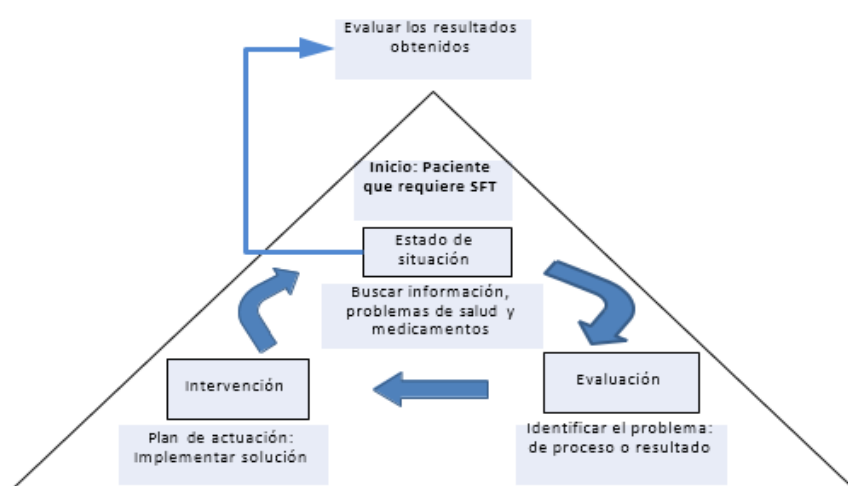 Evaluar los resultados
obtenidos
Inicio: Paciente
que requiere SFT
Estado de
situación
Buscar información,
problemas de salud y
medicamentos
Intervención
Evaluación
Plan de actuación:
Implementar solución
Identificar el problema:
de proceso o resultado